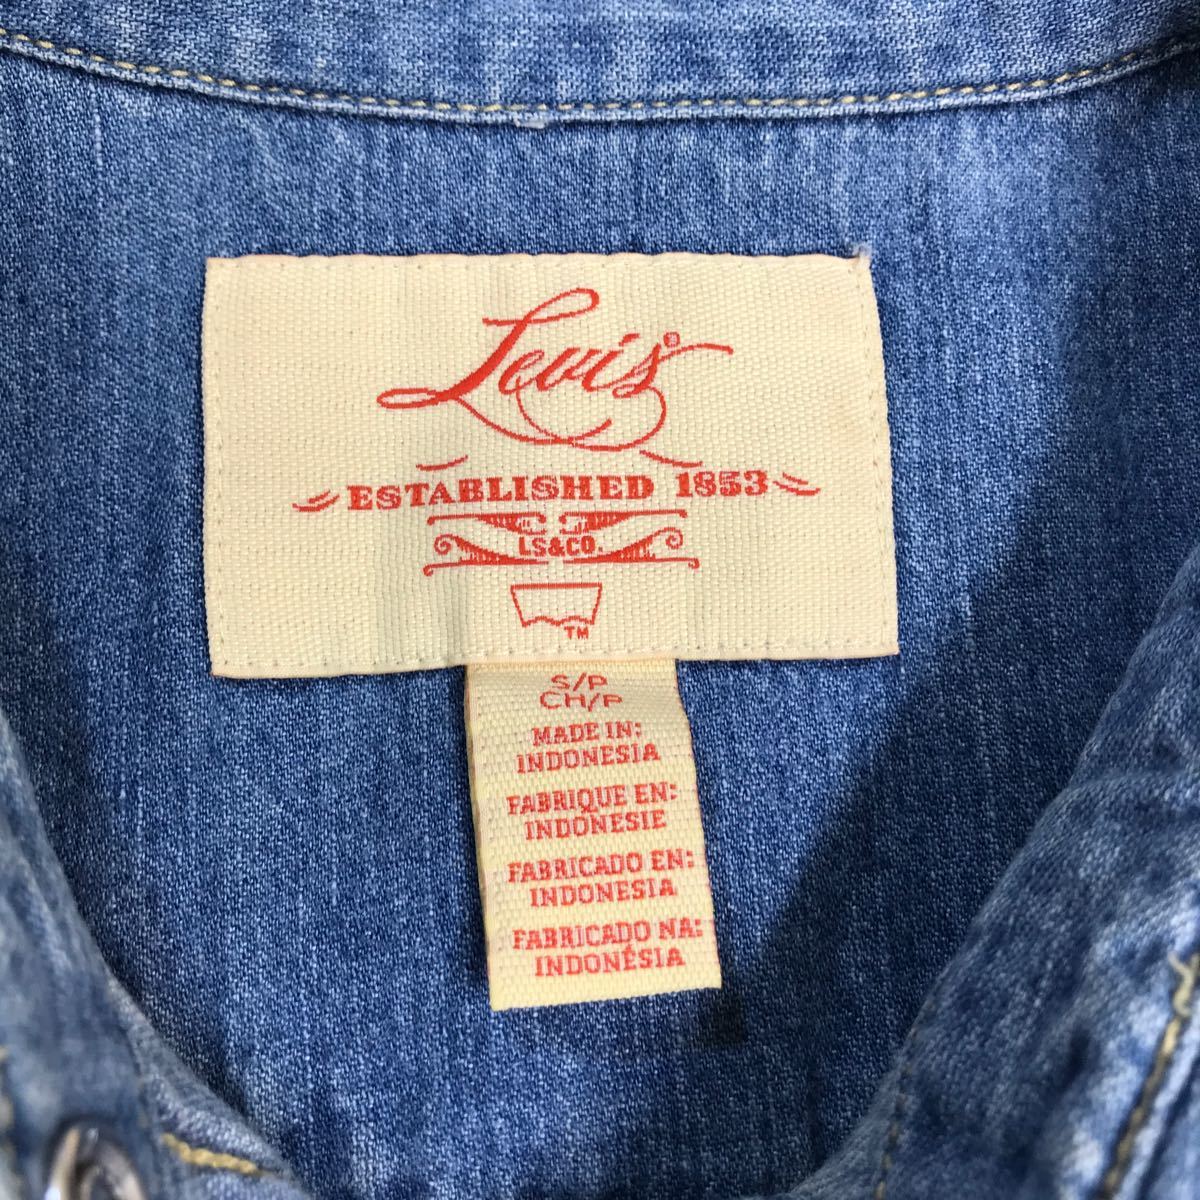 Levi's®
ESTABLISHED 1853
LS&CO.
TM
S/P
CH/P
MADE IN:
INDONESIA
FABRIQUE EN:
INDONESIE
FABRICADO EN:
INDONESIA
FABRICADO NA:
INDONÉSIA